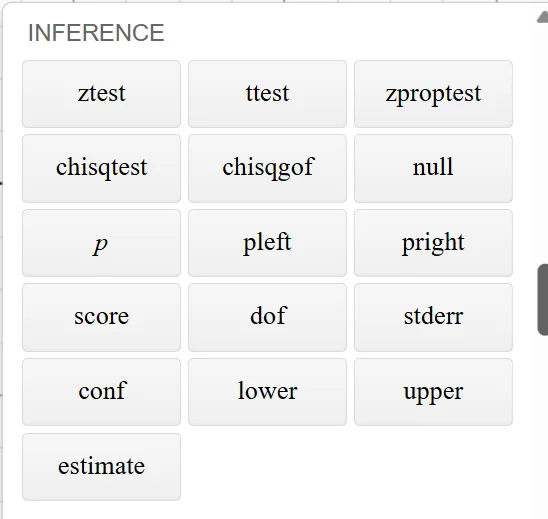 INFERENCE
ztest ttest zproptest
chisqtest chisqgof null
p pleft pright
score dof stderr
conf lower upper
estimate